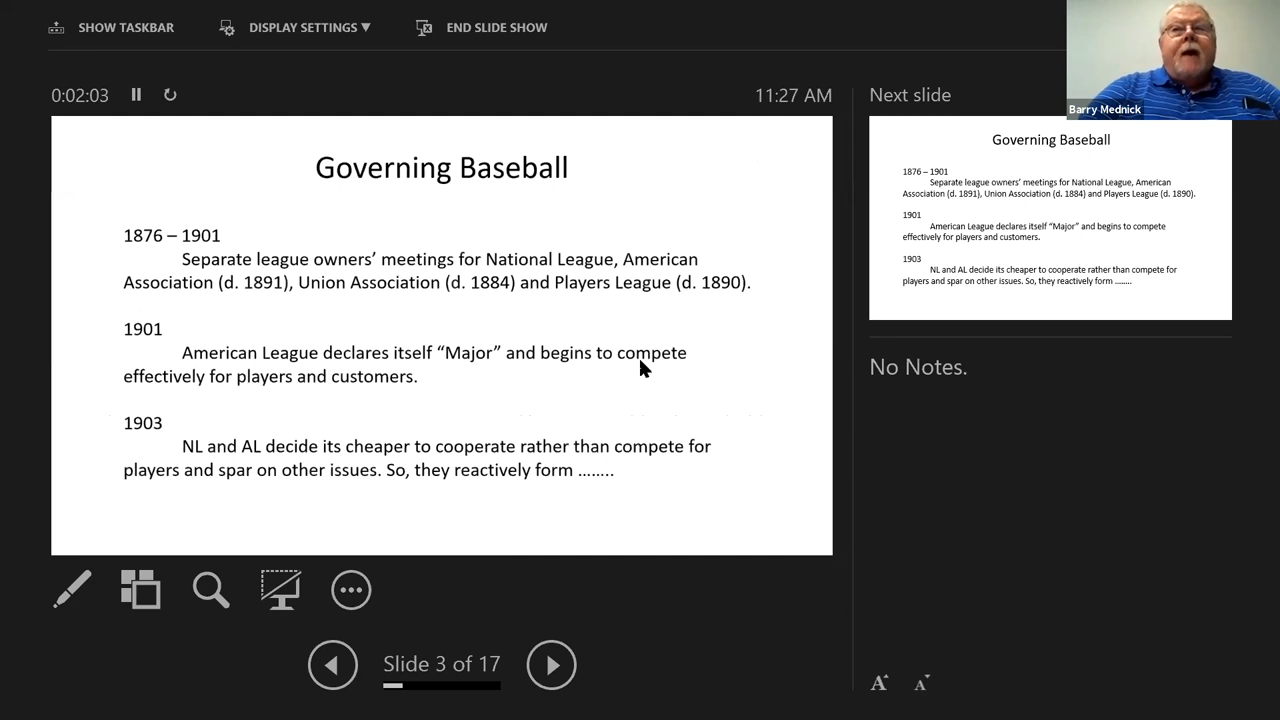 SHOW TASKBAR
DISPLAY SETTINGS ▼
END SLIDE SHOW
Barry Mednick
0:02:03
11:27 AM
Next slide
Governing Baseball
1876 – 1901
Separate league owners’ meetings for National League, American
Association (d. 1891), Union Association (d. 1884) and Players League (d. 1890).
1901
American League declares itself “Major” and begins to compete
effectively for players and customers.
1903
NL and AL decide its cheaper to cooperate rather than compete for
players and spar on other issues. So, they reactively form ........
Governing Baseball
1876 – 1901
Separate league owners’ meetings for National League, American
Association (d. 1891), Union Association (d. 1884) and Players League (d. 1890).
1901
American League declares itself “Major” and begins to compete
effectively for players and customers.
1903
NL and AL decide its cheaper to cooperate rather than compete for
players and spar on other issues. So, they reactively form ........
No Notes.
Slide 3 of 17
A A